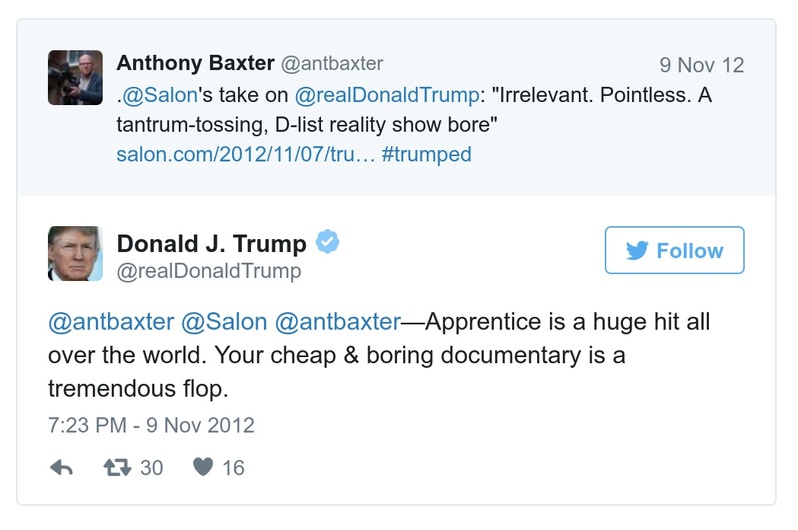 Anthony Baxter @antbaxter 9 Nov 12
.@Salon's take on @realDonaldTrump: "Irrelevant. Pointless. A
tantrum-tossing, D-list reality show bore"
salon.com/2012/11/07/tru… #trumped
Donald J. Trump
@realDonaldTrump
Follow
@antbaxter @Salon @antbaxter—Apprentice is a huge hit all
over the world. Your cheap & boring documentary is a
tremendous flop.
7:23 PM - 9 Nov 2012
30 16